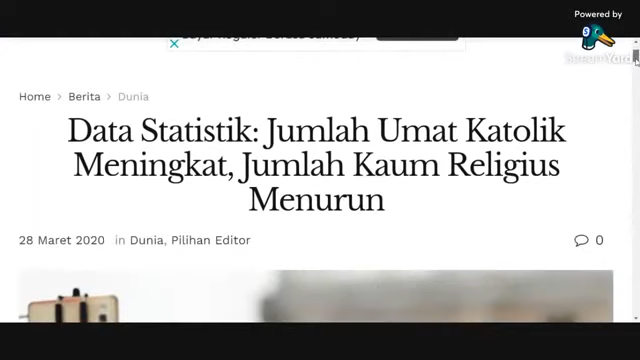 Powered by
StreamYard
Home > Berita > Dunia
Data Statistik: Jumlah Umat Katolik
Meningkat, Jumlah Kaum Religius
Menurun
28 Maret 2020 in Dunia, Pilihan Editor
0